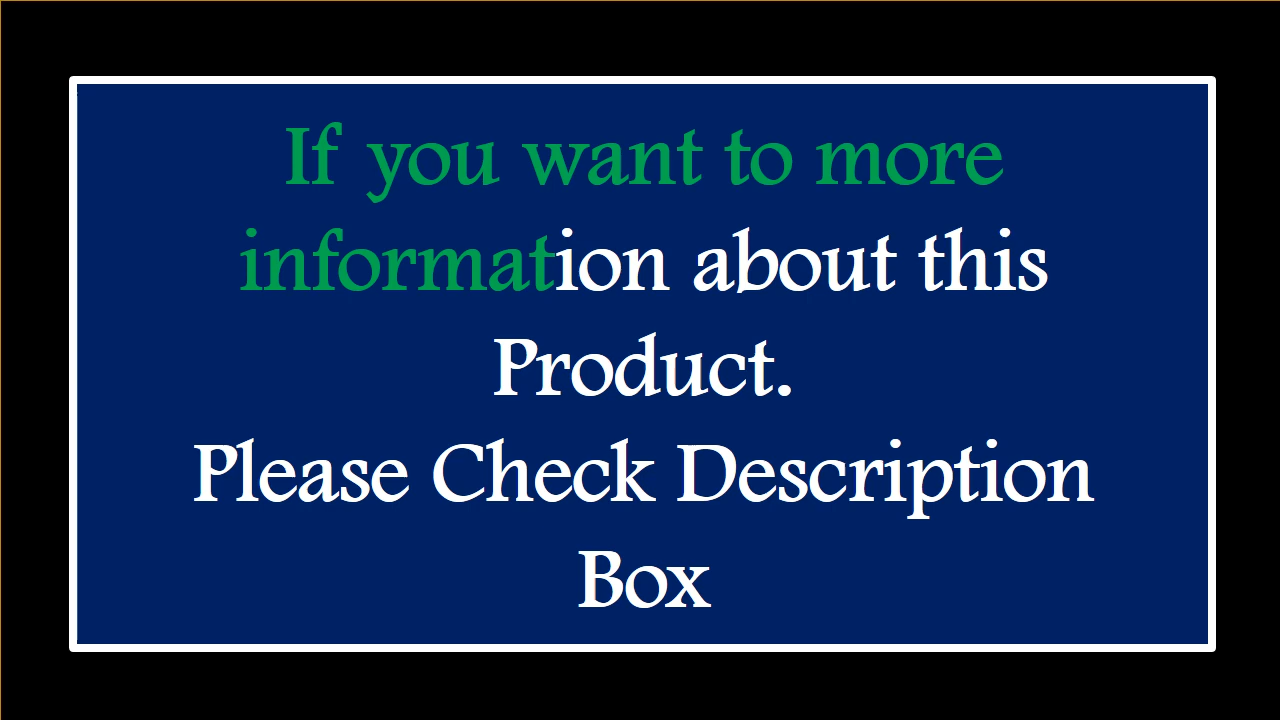 If you want to more
information about this
Product.
Please Check Description
Box